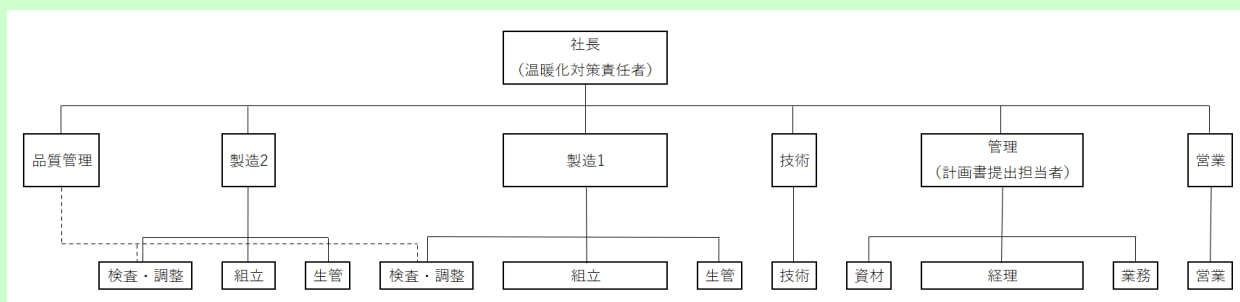 社長
（温暖化対策責任者）
品質管理
製造2
製造1
技術
管理
（計画書提出担当者）
営業
検査・調整
組立
生管
検査・調整
組立
生管
技術
資材
経理
業務
営業